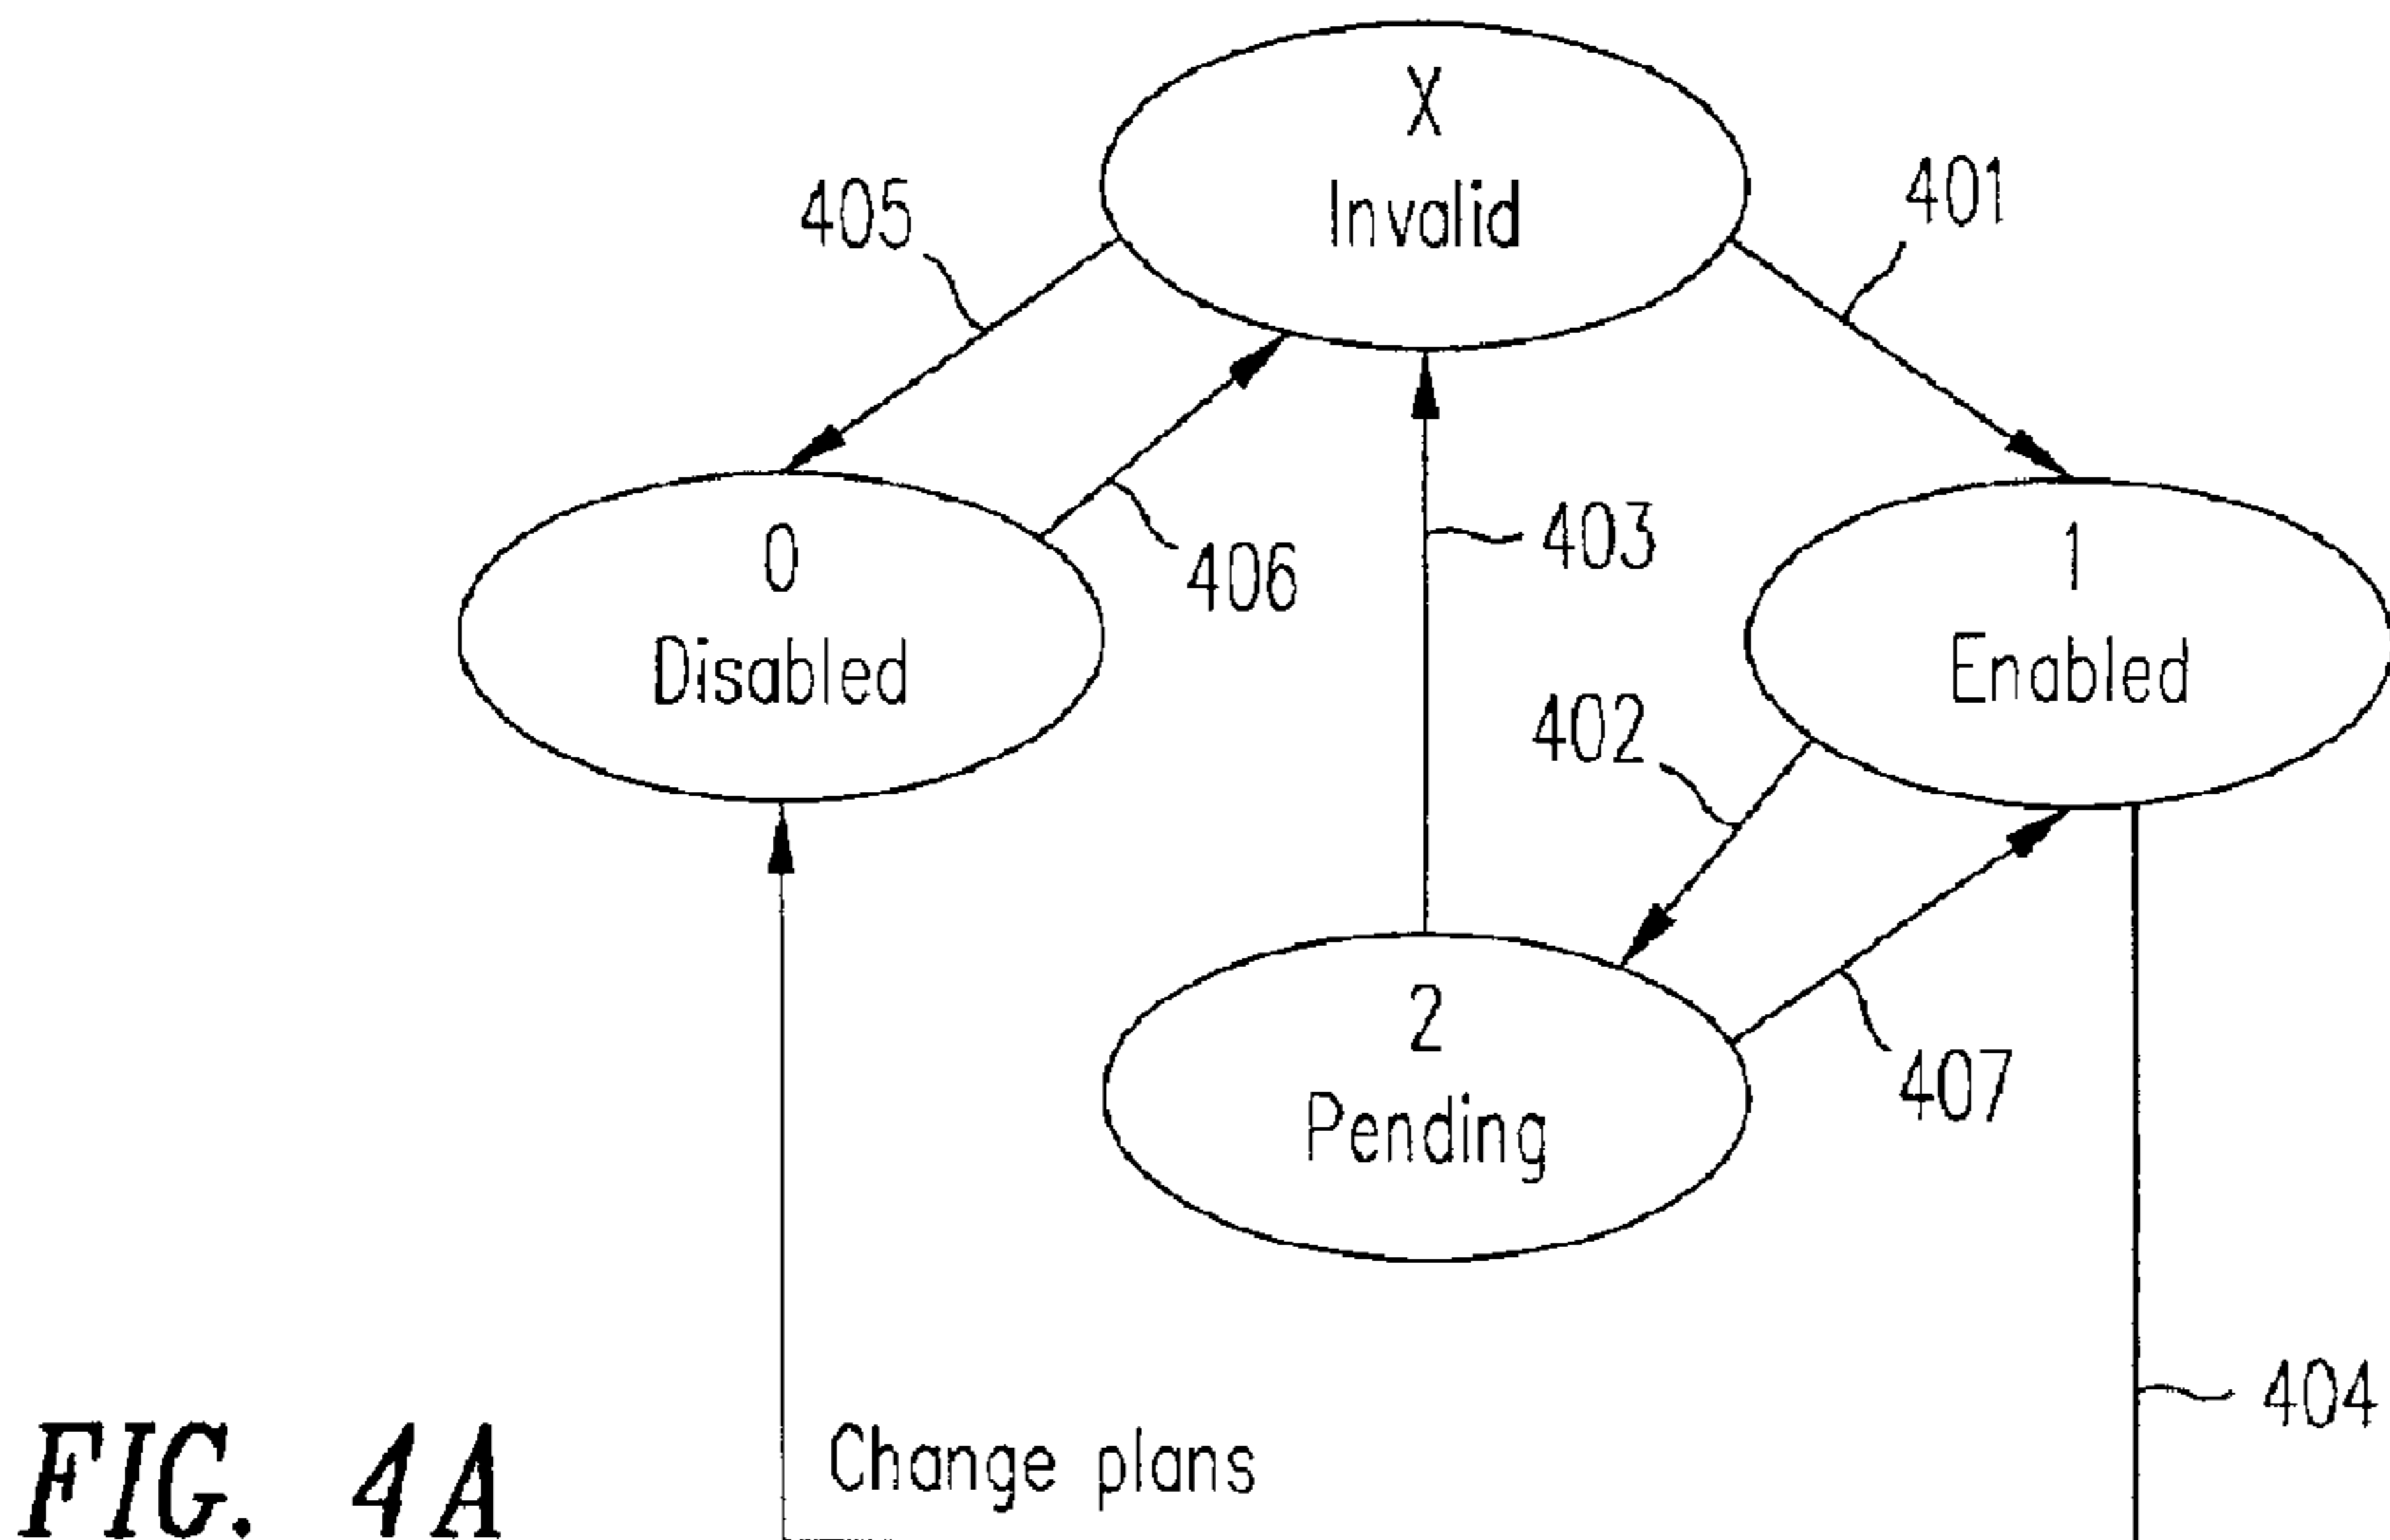 X
Invalid
405
401
406
403
0
Disabled
1
Enabled
402
2
Pending
407
404
Change plans
FIG. 4A